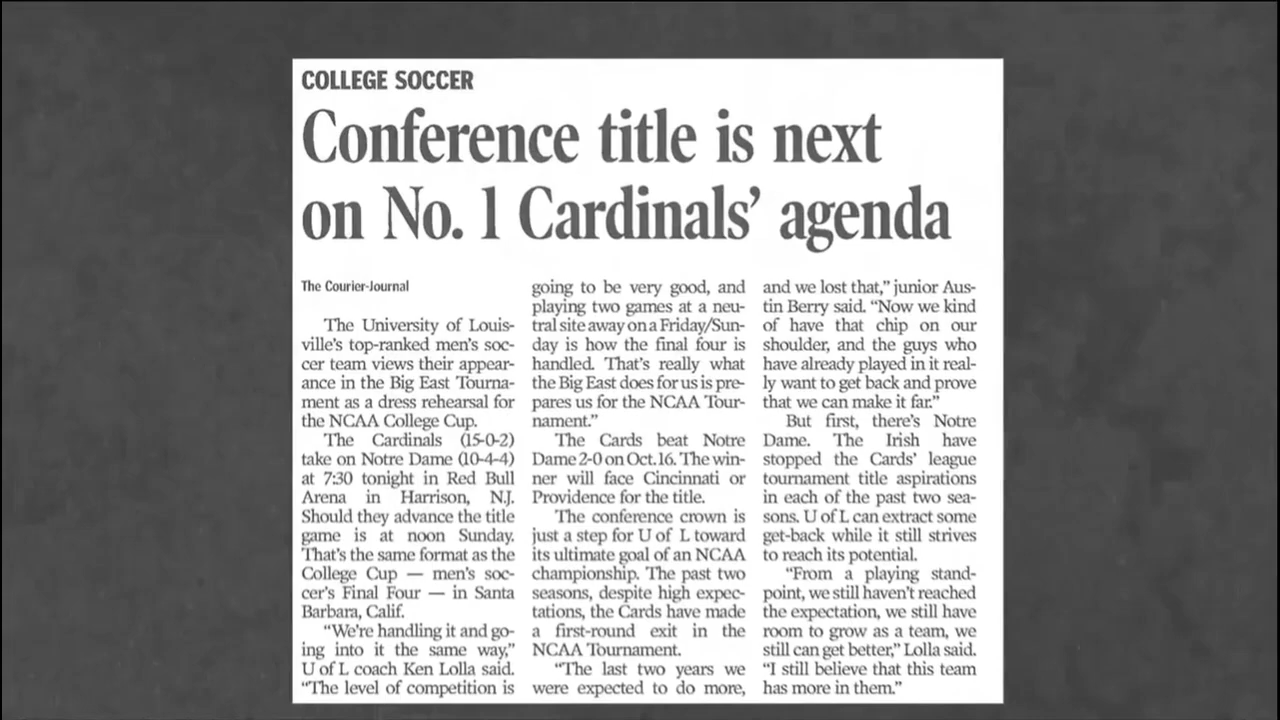 COLLEGE SOCCER
Conference title is next
on No. 1 Cardinals' agenda
The Courier-Journal
The University of Louis-
ville's top-ranked men's soc-
cer team views their appear-
ance in the Big East Tourna-
ment as a dress rehearsal for
the NCAA College Cup.
The Cardinals (15-0-2)
take on Notre Dame (10-4-4)
at 7:30 tonight in Red Bull
Arena in Harrison, N.J.
Should they advance the title
game is at noon Sunday.
That's the same format as the
College Cup — men's soc-
cer's Final Four — in Santa
Barbara, Calif.
"We're handling it and go-
ing into it the same way,"
U of L coach Ken Lolla said.
"The level of competition is
going to be very good, and
playing two games at a neu-
tral site away on a Friday/Sun-
day is how the final four is
handled. That's really what
the Big East does for us is pre-
pares us for the NCAA Tour-
nament."
The Cards beat Notre
Dame 2-0 on Oct. 16. The win-
ner will face Cincinnati or
Providence for the title.
The conference crown is
just a step for U of L toward
its ultimate goal of an NCAA
championship. The past two
seasons, despite high expec-
tations, the Cards have made
a first-round exit in the
NCAA Tournament.
"The last two years we
were expected to do more,
and we lost that," junior Aus-
tin Berry said. "Now we kind
of have that chip on our
shoulder, and the guys who
have already played in it real-
ly want to get back and prove
that we can make it far."
But first, there's Notre
Dame. The Irish have
stopped the Cards' league
tournament title aspirations
in each of the past two sea-
sons. U of L can extract some
get-back while it still strives
to reach its potential.
"From a playing stand-
point, we still haven't reached
the expectation, we still have
room to grow as a team, we
still can get better," Lolla said.
"I still believe that this team
has more in them."